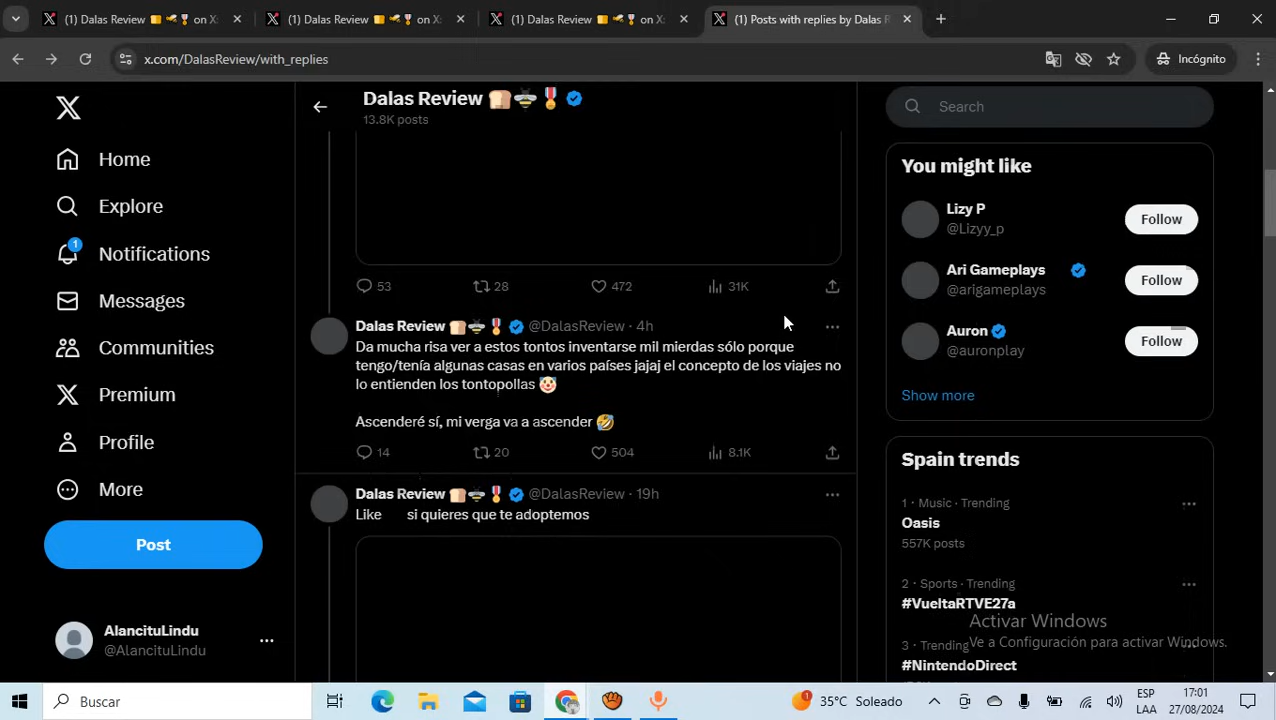 (1) Dalas Review on X
(1) Dalas Review on X
(1) Dalas Review on X
(1) Posts with replies by Dalas R
x.com/DalasReview/with_replies
Incógnito
Home
Explore
1
Notifications
Messages
Communities
Premium
Profile
More
Post
AlancituLindu
@AlancituLindu
Dalas Review 🍞🐝🎖️
13.8K posts
53 28 472 31K
Dalas Review 🍞🐝🎖️ @DalasReview · 4h
Da mucha risa ver a estos tontos inventarse mil mierdas sólo porque
tengo/tenía algunas casas en varios países jajaj el concepto de los viajes no
lo entienden los tontopollas 🤡
Ascenderé sí, mi verga va a ascender 🤣
14 20 504 8.1K
Dalas Review 🍞🐝🎖️ @DalasReview · 19h
Like si quieres que te adoptemos
Search
You might like
Lizy P
@Lizyy_p
Follow
Ari Gameplays
@arigameplays
Follow
Auron
@auronplay
Follow
Show more
Spain trends
1 · Music · Trending
Oasis
557K posts
2 · Sports · Trending
#VueltaRTVE27a
3 · Trending
#NintendoDirect
Activar Windows
Ve a Configuración para activar Windows.
Buscar
1
35°C Soleado
ESP
LAA
17:01
27/08/2024